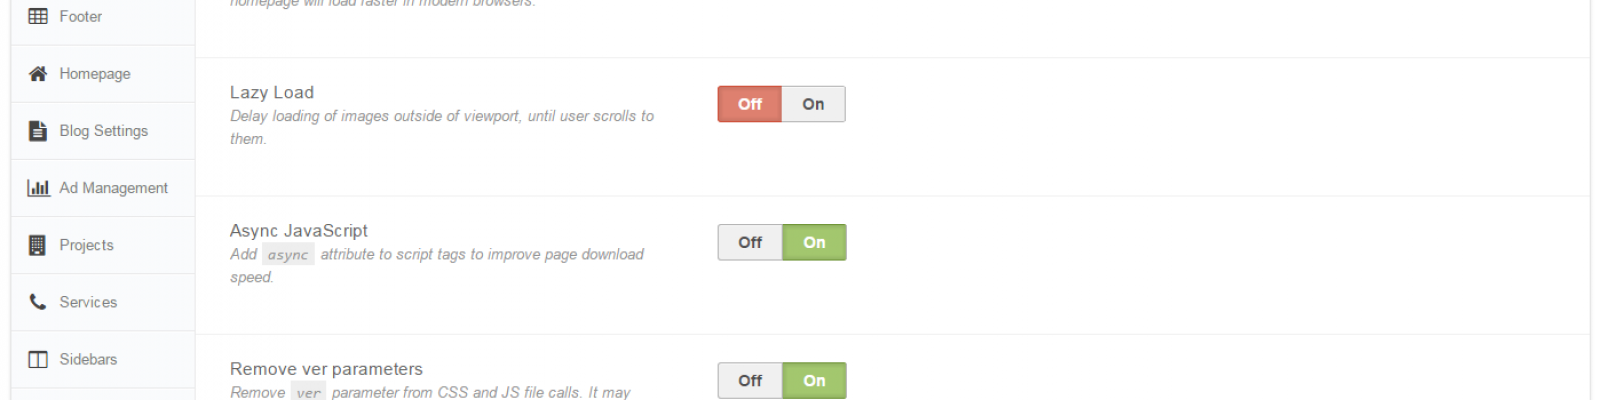 homepage will load faster in modern browsers.
Footer
Homepage
Blog Settings
Ad Management
Projects
Services
Sidebars
Lazy Load
Off On
Delay loading of images outside of viewport, until user scrolls to
them.
Async JavaScript
Off On
Add async attribute to script tags to improve page download
speed.
Remove ver parameters
Off On
Remove ver parameter from CSS and JS file calls. It may